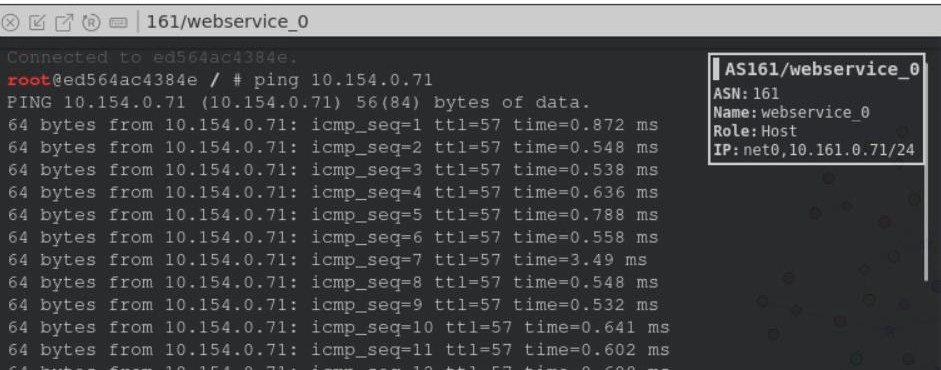 161/webservice_0
Connected to ed564ac4384e.
root@ed564ac4384e / # ping 10.154.0.71
PING 10.154.0.71 (10.154.0.71) 56(84) bytes of data.
64 bytes from 10.154.0.71: icmp_seq=1 ttl=57 time=0.872 ms
64 bytes from 10.154.0.71: icmp_seq=2 ttl=57 time=0.548 ms
64 bytes from 10.154.0.71: icmp_seq=3 ttl=57 time=0.538 ms
64 bytes from 10.154.0.71: icmp_seq=4 ttl=57 time=0.636 ms
64 bytes from 10.154.0.71: icmp_seq=5 ttl=57 time=0.788 ms
64 bytes from 10.154.0.71: icmp_seq=6 ttl=57 time=0.558 ms
64 bytes from 10.154.0.71: icmp_seq=7 ttl=57 time=3.49 ms
64 bytes from 10.154.0.71: icmp_seq=8 ttl=57 time=0.548 ms
64 bytes from 10.154.0.71: icmp_seq=9 ttl=57 time=0.532 ms
64 bytes from 10.154.0.71: icmp_seq=10 ttl=57 time=0.641 ms
64 bytes from 10.154.0.71: icmp_seq=11 ttl=57 time=0.602 ms
AS161/webservice_0
ASN: 161
Name: webservice_0
Role: Host
IP: net0,10.161.0.71/24